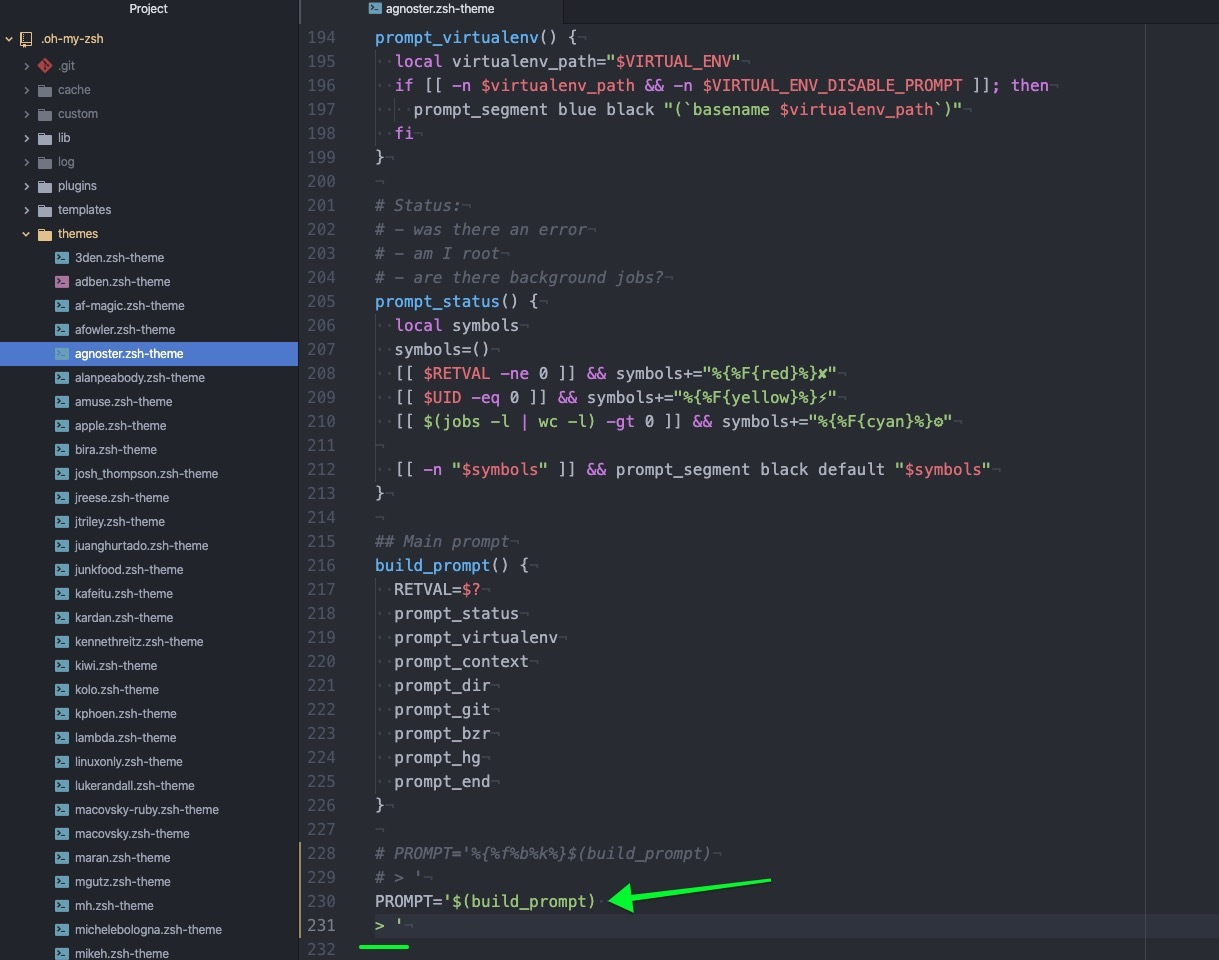 Project
.oh-my-zsh
.git
cache
custom
lib
log
plugins
templates
themes
3den.zsh-theme
adben.zsh-theme
af-magic.zsh-theme
afowler.zsh-theme
agnoster.zsh-theme
alanpeabody.zsh-theme
amuse.zsh-theme
apple.zsh-theme
bira.zsh-theme
josh_thompson.zsh-theme
jreese.zsh-theme
jtriley.zsh-theme
juanghurtado.zsh-theme
junkfood.zsh-theme
kafeitu.zsh-theme
kardan.zsh-theme
kennethreitz.zsh-theme
kiwi.zsh-theme
kolo.zsh-theme
kphoen.zsh-theme
lambda.zsh-theme
linuxonly.zsh-theme
lukerandall.zsh-theme
macovsky-ruby.zsh-theme
macovsky.zsh-theme
maran.zsh-theme
mgutz.zsh-theme
mh.zsh-theme
michelebologna.zsh-theme
mikeh.zsh-theme
agnoster.zsh-theme
194 prompt_virtualenv() {
195   local virtualenv_path="$VIRTUAL_ENV"
196   if [[ -n $virtualenv_path && -n $VIRTUAL_ENV_DISABLE_PROMPT ]]; then
197     prompt_segment blue black "(`basename $virtualenv_path`)"
198   fi
199 }
200
201 # Status:
202 # - was there an error
203 # - am I root
204 # - are there background jobs?
205 prompt_status() {
206   local symbols
207   symbols=()
208   [[ $RETVAL -ne 0 ]] && symbols+="%{%F{red}%}✘"
209   [[ $UID -eq 0 ]] && symbols+="%{%F{yellow}%}⚡"
210   [[ $(jobs -l | wc -l) -gt 0 ]] && symbols+="%{%F{cyan}%}⚙"
211
212   [[ -n "$symbols" ]] && prompt_segment black default "$symbols"
213 }
214
215 ## Main prompt
216 build_prompt() {
217   RETVAL=$?
218   prompt_status
219   prompt_virtualenv
220   prompt_context
221   prompt_dir
222   prompt_git
223   prompt_bzr
224   prompt_hg
225   prompt_end
226 }
227
228 # PROMPT='%{%f%b%k%}$(build_prompt)
229 # > '
230 PROMPT='$(build_prompt)
231 > '
232